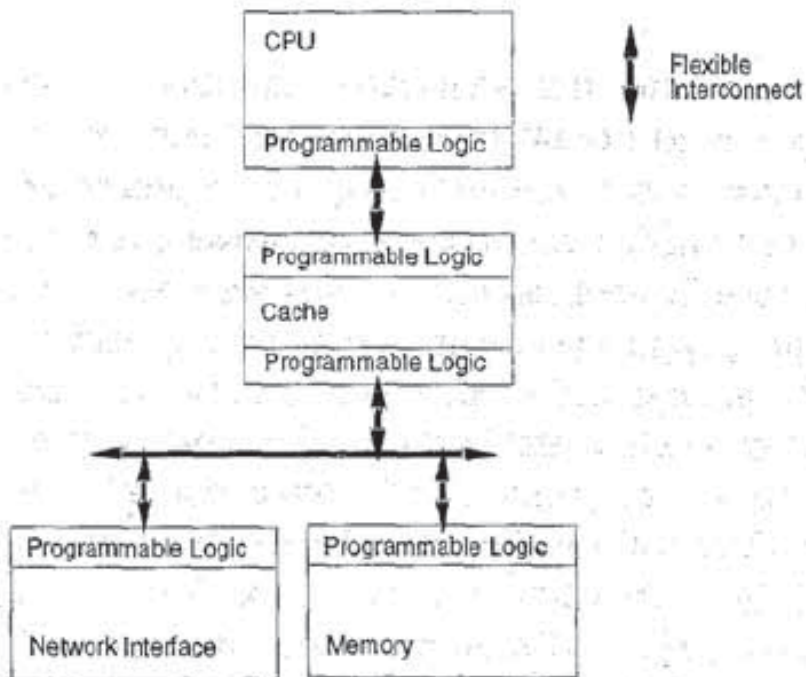 CPU
Flexible
Interconnect
Programmable Logic
Programmable Logic
Cache
Programmable Logic
Programmable Logic
Programmable Logic
Network Interface
Memory